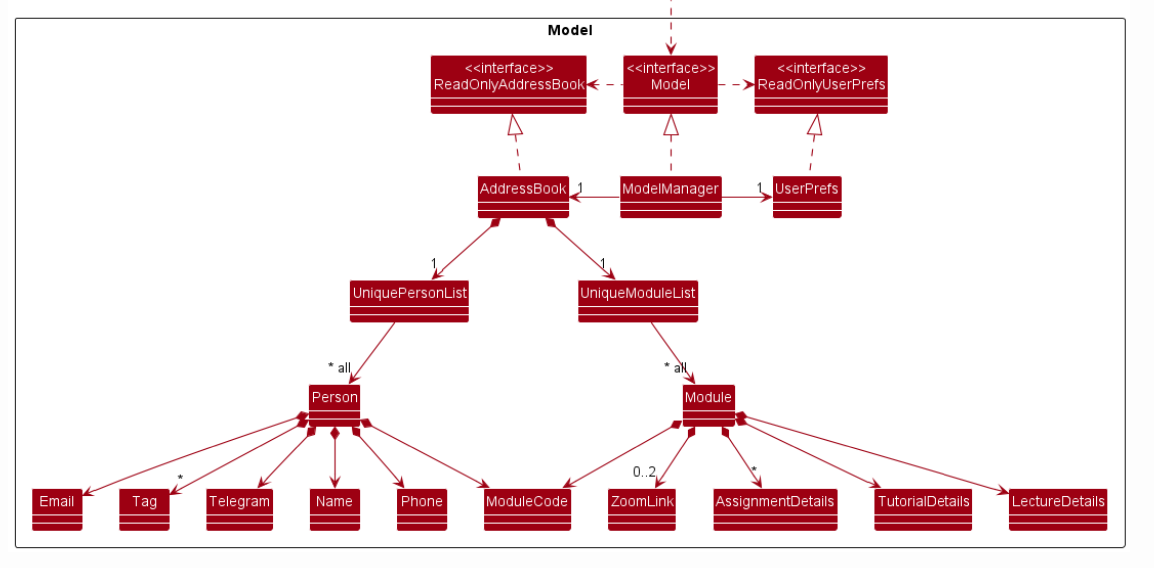 Model
<<interface>>
ReadOnlyAddressBook
<<interface>>
Model
<<interface>>
ReadOnlyUserPrefs
AddressBook
1
ModelManager
1
UserPrefs
1
1
UniquePersonList
UniqueModuleList
* all
* all
Person
Module
*
0..2
*
Email
Tag
Telegram
Name
Phone
ModuleCode
ZoomLink
AssignmentDetails
TutorialDetails
LectureDetails